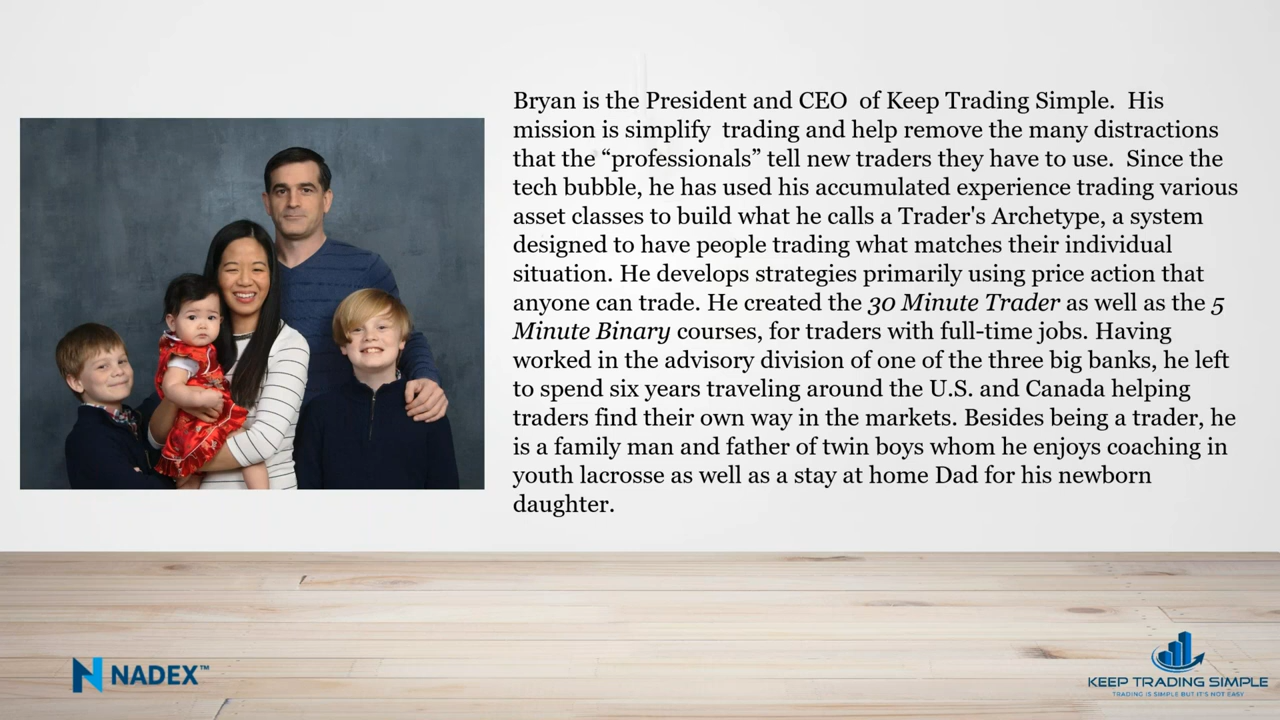 Bryan is the President and CEO  of Keep Trading Simple.  His
mission is simplify  trading and help remove the many distractions
that the “professionals” tell new traders they have to use.  Since the
tech bubble, he has used his accumulated experience trading various
asset classes to build what he calls a Trader's Archetype, a system
designed to have people trading what matches their individual
situation. He develops strategies primarily using price action that
anyone can trade. He created the 30 Minute Trader as well as the 5
Minute Binary courses, for traders with full-time jobs. Having
worked in the advisory division of one of the three big banks, he left
to spend six years traveling around the U.S. and Canada helping
traders find their own way in the markets. Besides being a trader, he
is a family man and father of twin boys whom he enjoys coaching in
youth lacrosse as well as a stay at home Dad for his newborn
daughter.
NADEX™
KEEP TRADING SIMPLE
TRADING IS SIMPLE BUT IT'S NOT EASY